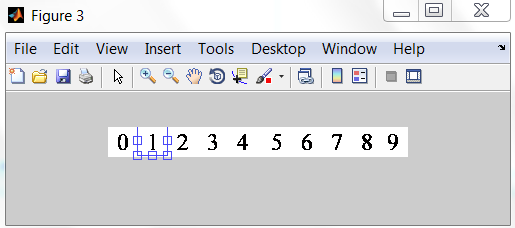 Figure 3
File Edit View Insert Tools Desktop Window Help
0 1 2 3 4 5 6 7 8 9